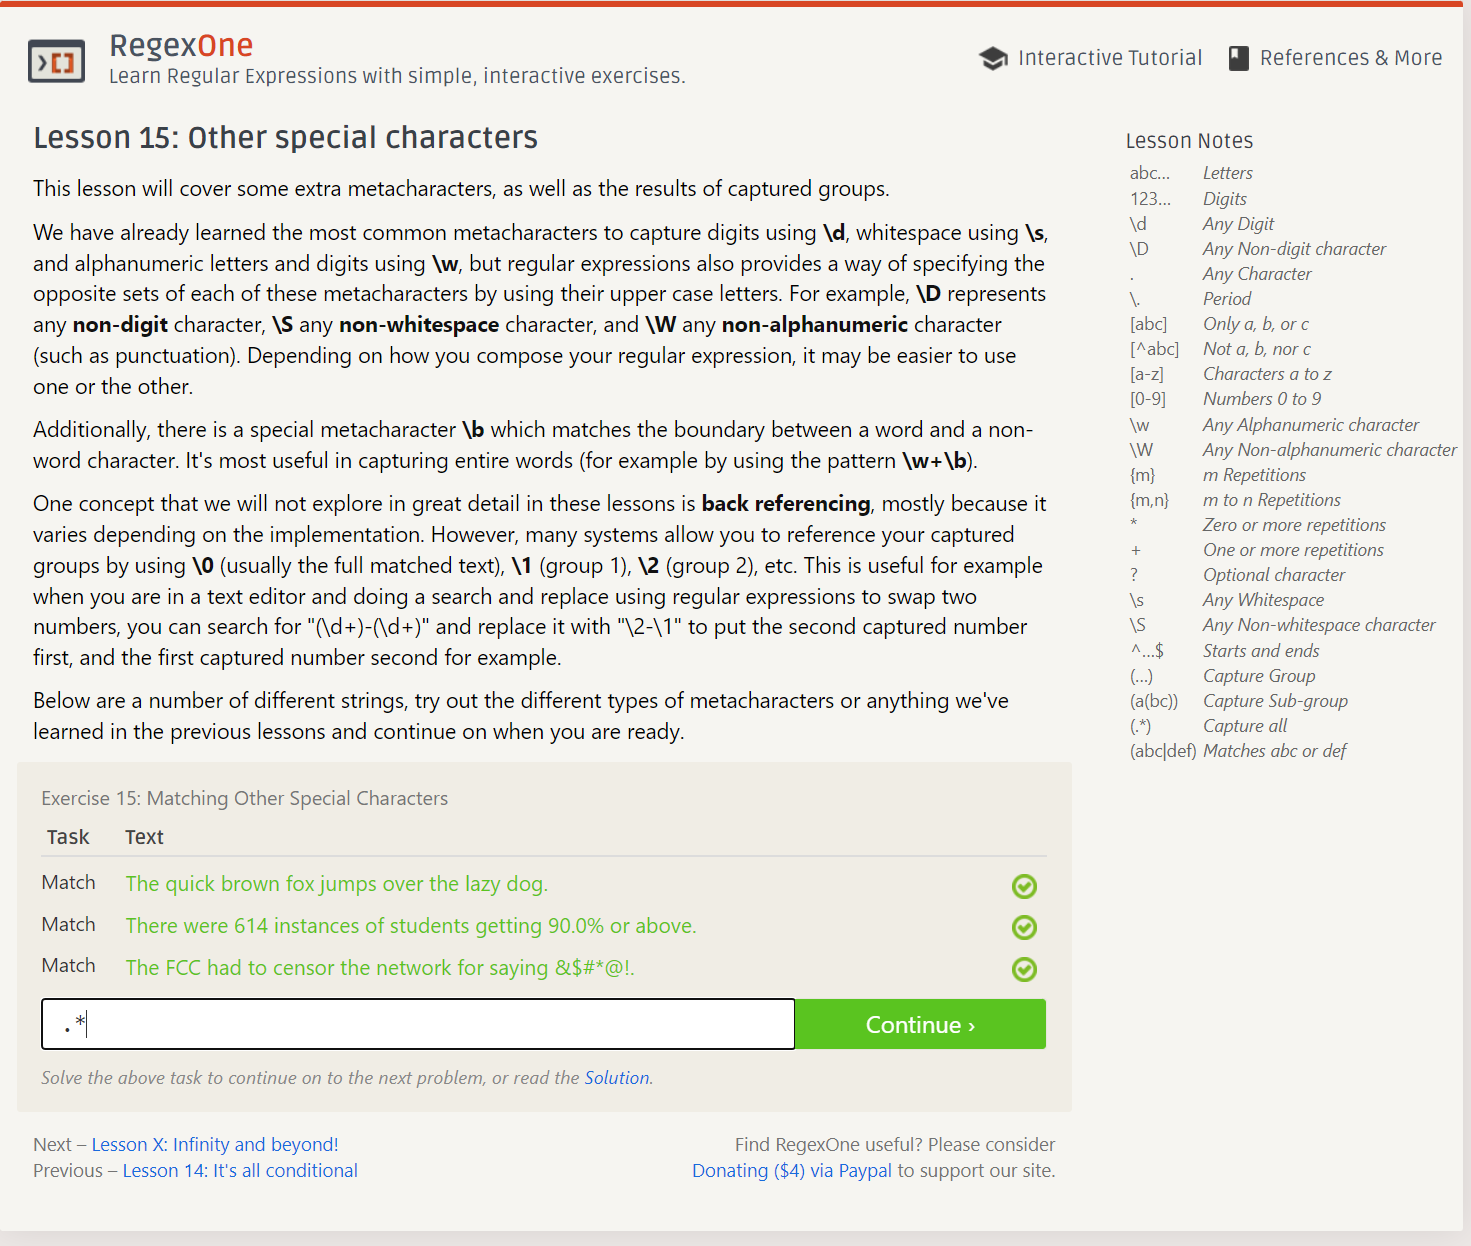 RegexOne
Learn Regular Expressions with simple, interactive exercises.
Interactive Tutorial
References & More
Lesson 15: Other special characters
This lesson will cover some extra metacharacters, as well as the results of captured groups.
We have already learned the most common metacharacters to capture digits using \d, whitespace using \s,
and alphanumeric letters and digits using \w, but regular expressions also provides a way of specifying the
opposite sets of each of these metacharacters by using their upper case letters. For example, \D represents
any non-digit character, \S any non-whitespace character, and \W any non-alphanumeric character
(such as punctuation). Depending on how you compose your regular expression, it may be easier to use
one or the other.
Additionally, there is a special metacharacter \b which matches the boundary between a word and a non-
word character. It's most useful in capturing entire words (for example by using the pattern \w+\b).
One concept that we will not explore in great detail in these lessons is back referencing, mostly because it
varies depending on the implementation. However, many systems allow you to reference your captured
groups by using \0 (usually the full matched text), \1 (group 1), \2 (group 2), etc. This is useful for example
when you are in a text editor and doing a search and replace using regular expressions to swap two
numbers, you can search for "(\d+)-(\d+)" and replace it with "\2-\1" to put the second captured number
first, and the first captured number second for example.
Below are a number of different strings, try out the different types of metacharacters or anything we've
learned in the previous lessons and continue on when you are ready.
Exercise 15: Matching Other Special Characters
Task Text
Match The quick brown fox jumps over the lazy dog.
Match There were 614 instances of students getting 90.0% or above.
Match The FCC had to censor the network for saying &$#*@!.
.*
Continue ›
Solve the above task to continue on to the next problem, or read the Solution.
Next – Lesson X: Infinity and beyond!
Previous – Lesson 14: It's all conditional
Find RegexOne useful? Please consider
Donating ($4) via Paypal to support our site.
Lesson Notes
abc… Letters
123… Digits
\d Any Digit
\D Any Non-digit character
. Any Character
\. Period
[abc] Only a, b, or c
[^abc] Not a, b, nor c
[a-z] Characters a to z
[0-9] Numbers 0 to 9
\w Any Alphanumeric character
\W Any Non-alphanumeric character
{m} m Repetitions
{m,n} m to n Repetitions
* Zero or more repetitions
+ One or more repetitions
? Optional character
\s Any Whitespace
\S Any Non-whitespace character
^…$ Starts and ends
(…) Capture Group
(a(bc)) Capture Sub-group
(.*) Capture all
(abc|def) Matches abc or def